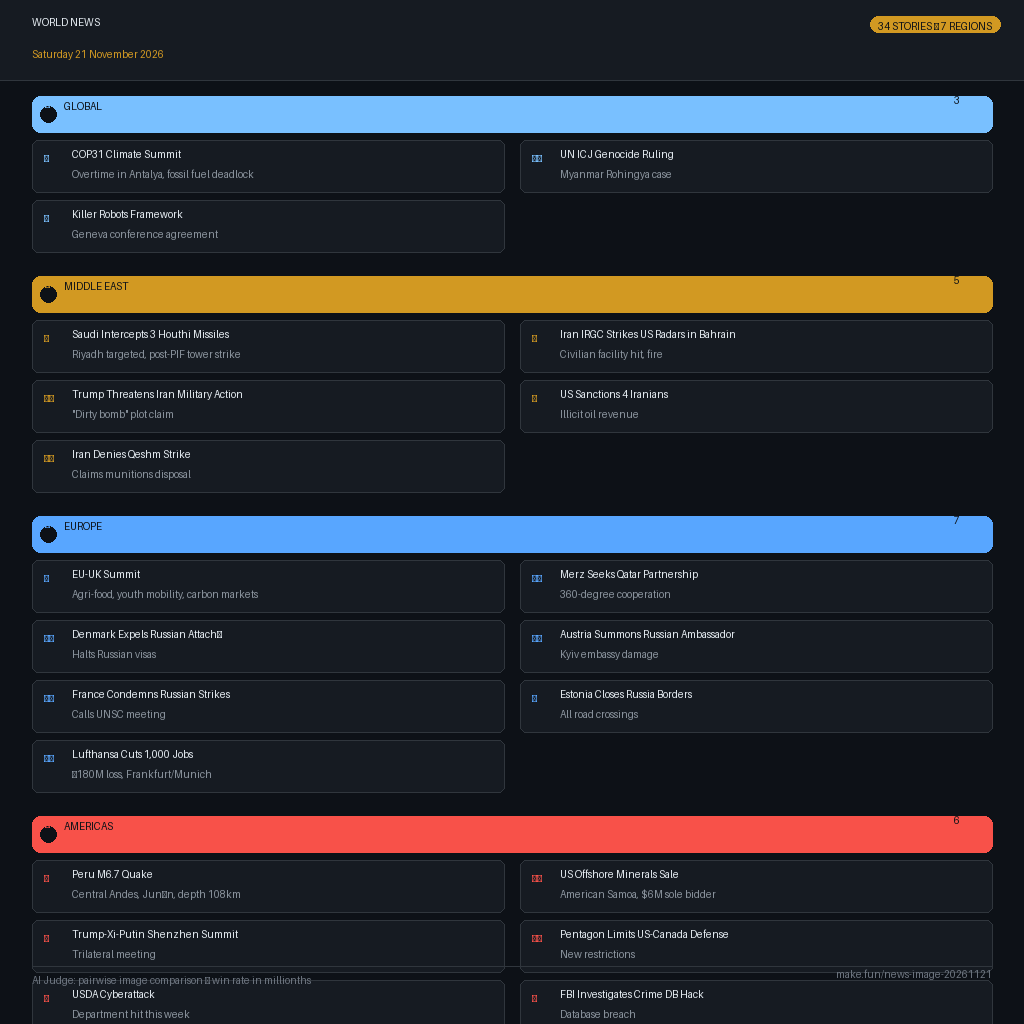 WORLD NEWS
34 STORIES 7 REGIONS
Saturday 21 November 2026
GLOBAL
3
COP31 Climate Summit
Overtime in Antalya, fossil fuel deadlock
UN ICJ Genocide Ruling
Myanmar Rohingya case
Killer Robots Framework
Geneva conference agreement
MIDDLE EAST
5
Saudi Intercepts 3 Houthi Missiles
Riyadh targeted, post-PIF tower strike
Iran IRGC Strikes US Radars in Bahrain
Civilian facility hit, fire
Trump Threatens Iran Military Action
"Dirty bomb" plot claim
US Sanctions 4 Iranians
Illicit oil revenue
Iran Denies Qeshm Strike
Claims munitions disposal
EUROPE
7
EU-UK Summit
Agri-food, youth mobility, carbon markets
Merz Seeks Qatar Partnership
360-degree cooperation
Denmark Expels Russian Attach
Halts Russian visas
Austria Summons Russian Ambassador
Kyiv embassy damage
France Condemns Russian Strikes
Calls UNSC meeting
Estonia Closes Russia Borders
All road crossings
Lufthansa Cuts 1,000 Jobs
180M loss, Frankfurt/Munich
AMERICAS
6
Peru M6.7 Quake
Central Andes, Jun n, depth 108km
US Offshore Minerals Sale
American Samoa, $6M sole bidder
Trump-Xi-Putin Shenzhen Summit
Trilateral meeting
Pentagon Limits US-Canada Defense
New restrictions
AI Judge: pairwise image comparison win rate in millionths
make.fun/news-image-20261121
USDA Cyberattack
Department hit this week
FBI Investigates Crime DB Hack
Database breach